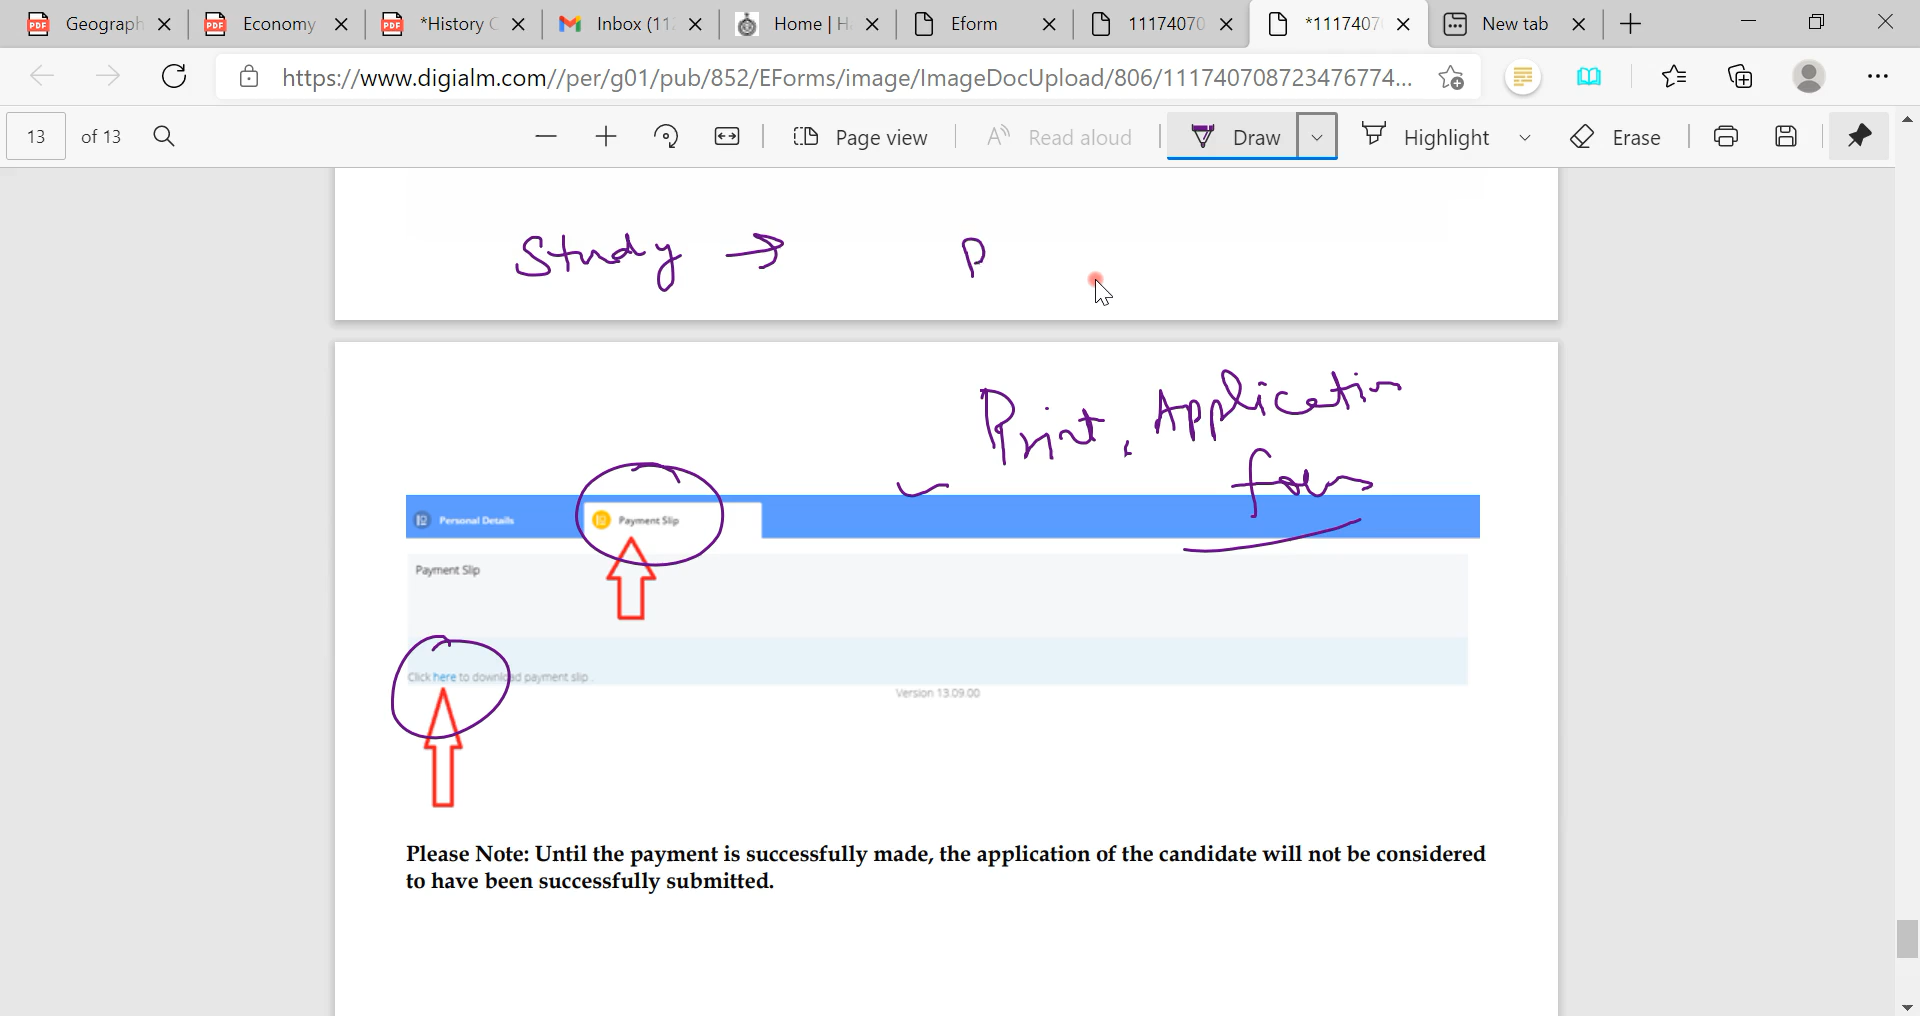 Geograph
Economy
*History C
Inbox (11
Home | H
Eform
11174070
*1117407
New tab
https://www.digialm.com//per/g01/pub/852/EForms/image/ImageDocUpload/806/111740708723476774...
13 of 13
Page view
Read aloud
Draw
Highlight
Erase
Study → P
Print, Application
form
Personal Details
Payment Slip
Payment Slip
Click here to download payment slip .
Version 13.09.00
Please Note: Until the payment is successfully made, the application of the candidate will not be considered
to have been successfully submitted.